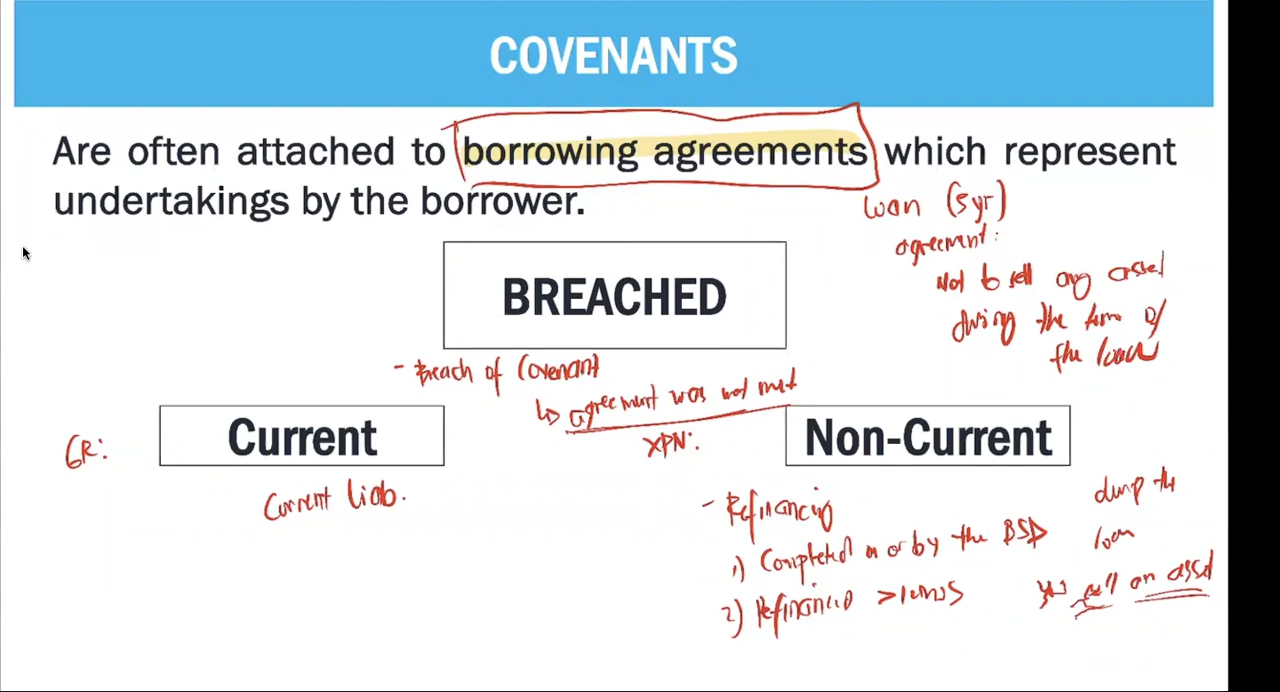 COVENANTS
Are often attached to borrowing agreements which represent
undertakings by the borrower.
loan (5yr)
agreement:
Not to sell any asset
during the term of
the loan
BREACHED
- Breach of Covenant
↳ agreement was not met
GR:
Current
Current liab.
XPN:
Non-Current
- Refinancing
1) Completed on or by the BSD
2) Refinanced >12mos
during the
loan
you sell an asset